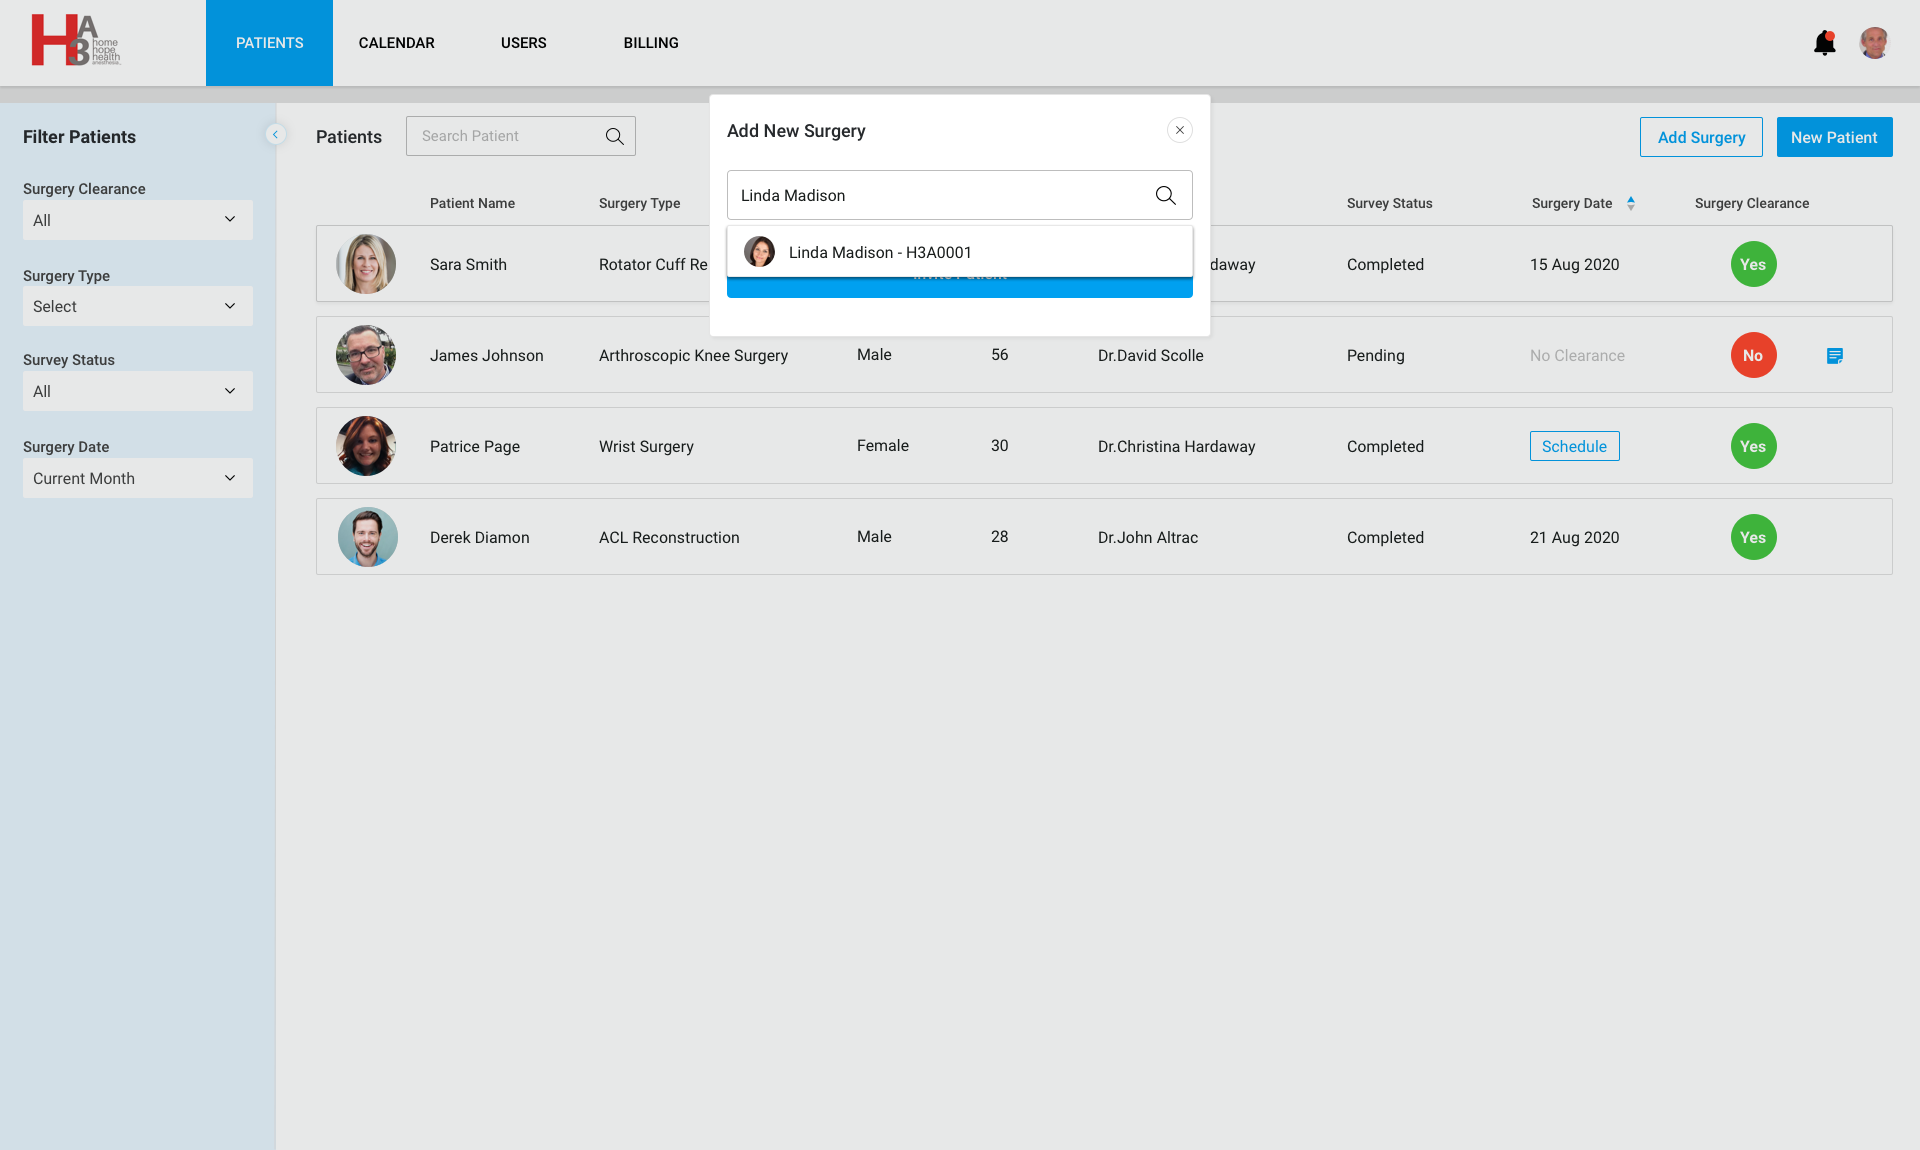 HA3 home hope health anesthesia
PATIENTS
CALENDAR
USERS
BILLING
Filter Patients
Surgery Clearance
All
Surgery Type
Select
Survey Status
All
Surgery Date
Current Month
Patients
Search Patient
Add Surgery
New Patient
Add New Surgery
Linda Madison
Linda Madison - H3A0001
Invite Patient
Patient Name Surgery Type Survey Status Surgery Date Surgery Clearance
Sara Smith Rotator Cuff Re daway Completed 15 Aug 2020 Yes
James Johnson Arthroscopic Knee Surgery Male 56 Dr.David Scolle Pending No Clearance No
Patrice Page Wrist Surgery Female 30 Dr.Christina Hardaway Completed Schedule Yes
Derek Diamon ACL Reconstruction Male 28 Dr.John Altrac Completed 21 Aug 2020 Yes